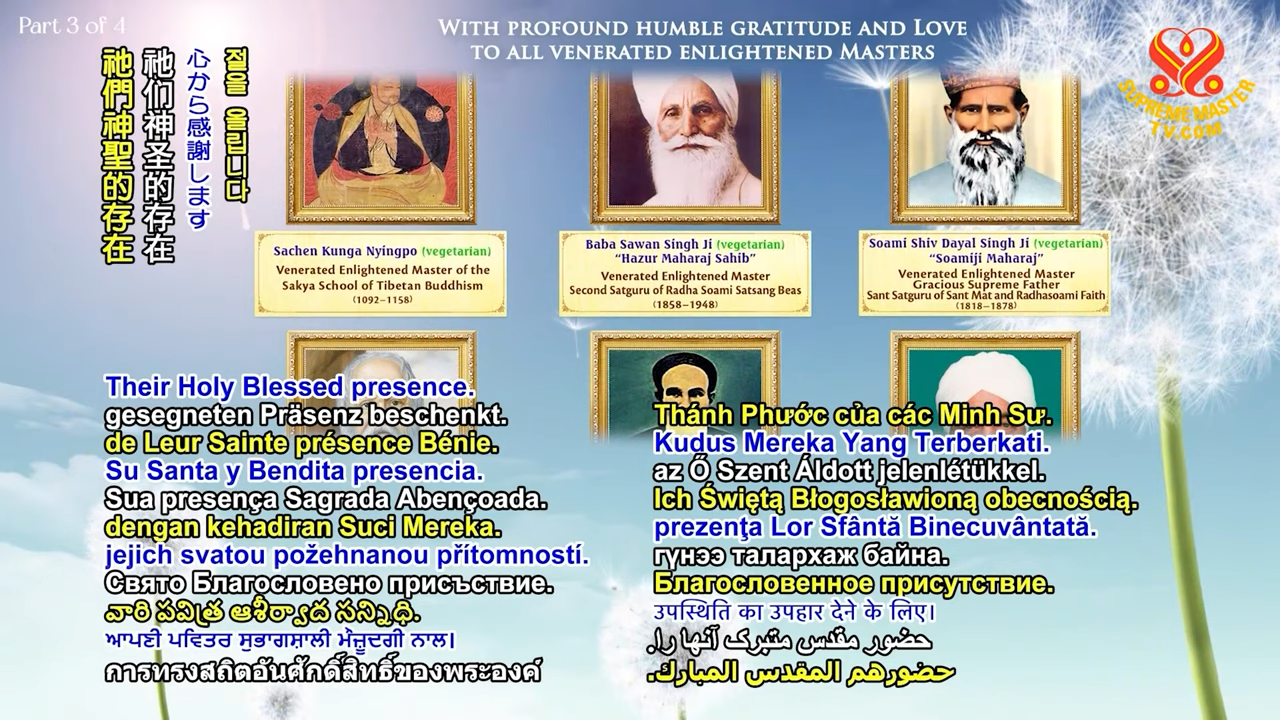 Part 3 of 4
WITH PROFOUND HUMBLE GRATITUDE AND LOVE
TO ALL VENERATED ENLIGHTENED MASTERS
SUPREME MASTER
TV.COM
절을 올립니다
心から感謝します
祂们神圣的存在
祂們神聖的存在
Sachen Kunga Nyingpo (vegetarian)
Venerated Enlightened Master of the
Sakya School of Tibetan Buddhism
(1092–1158)
Baba Sawan Singh Ji (vegetarian)
“Hazur Maharaj Sahib”
Venerated Enlightened Master
Second Satguru of Radha Soami Satsang Beas
(1858–1948)
Soami Shiv Dayal Singh Ji (vegetarian)
“Soamiji Maharaj”
Venerated Enlightened Master
Gracious Supreme Father
Sant Satguru of Sant Mat and Radhasoami Faith
(1818–1878)
Their Holy Blessed presence.
gesegneten Präsenz beschenkt.
de Leur Sainte présence Bénie.
Su Santa y Bendita presencia.
Sua presença Sagrada Abençoada.
dengan kehadiran Suci Mereka.
jejich svatou požehnanou přítomností.
Свято Благословено присъствие.
వారి పవిత్ర ఆశీర్వాద సన్నిధి.
ਆਪਣੀ ਪਵਿਤਰ ਸੁਭਾਗਸ਼ਾਲੀ ਮੌਜੂਦਗੀ ਨਾਲ।
การทรงสถิตอันศักดิ์สิทธิ์ของพระองค์
Thánh Phước của các Minh Sư.
Kudus Mereka Yang Terberkati.
az Ő Szent Áldott jelenlétükkel.
Ich Świętą Błogosławioną obecnością.
prezenţa Lor Sfântă Binecuvântată.
гүнээ талархаж байна.
Благословенное присутствие.
उपस्थिति का उपहार देने के लिए।
حضور مقدس متبرک آنها را.
حضورهم المقدس المبارك.